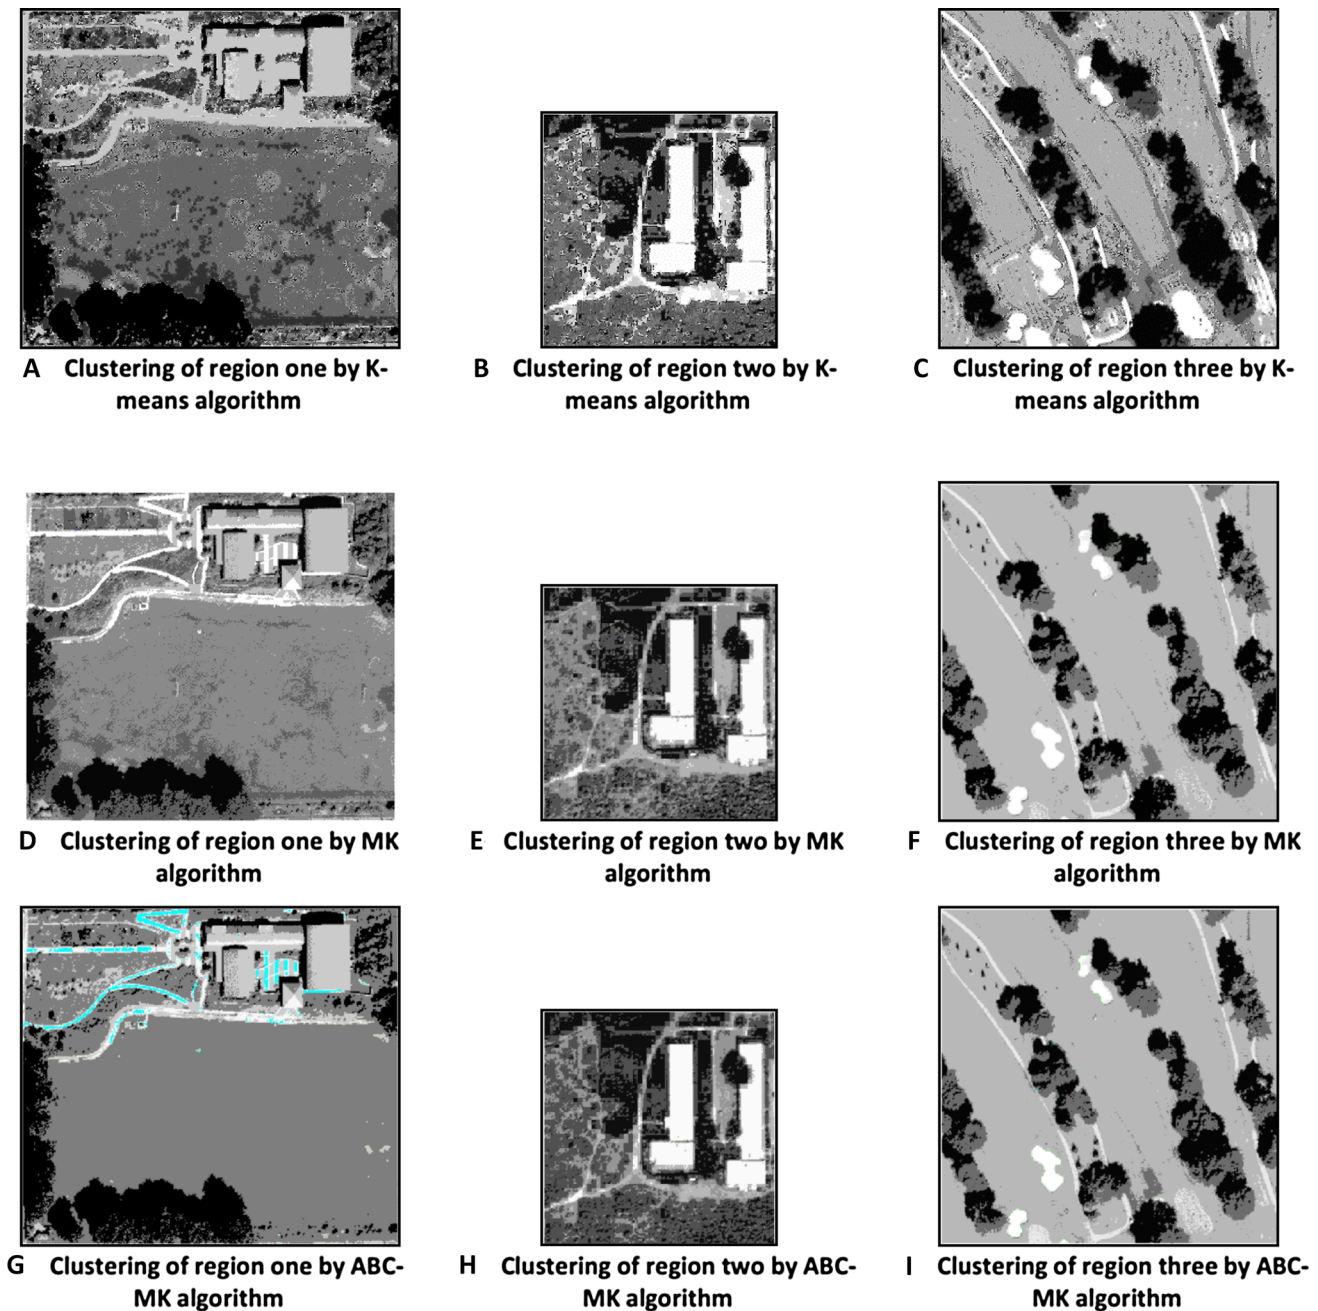 A Clustering of region one by K-
means algorithm
B Clustering of region two by K-
means algorithm
C Clustering of region three by K-
means algorithm
D Clustering of region one by MK
algorithm
E Clustering of region two by MK
algorithm
F Clustering of region three by MK
algorithm
G Clustering of region one by ABC-
MK algorithm
H Clustering of region two by ABC-
MK algorithm
I Clustering of region three by ABC-
MK algorithm